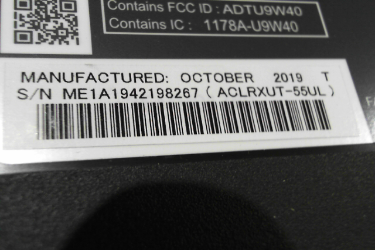 Contains FCC ID : ADTU9W40
Contains IC : 1178A-U9W40
MANUFACTURED: OCTOBER 2019 T
S/N ME1A1942198267 ( ACLRXUT-55UL )